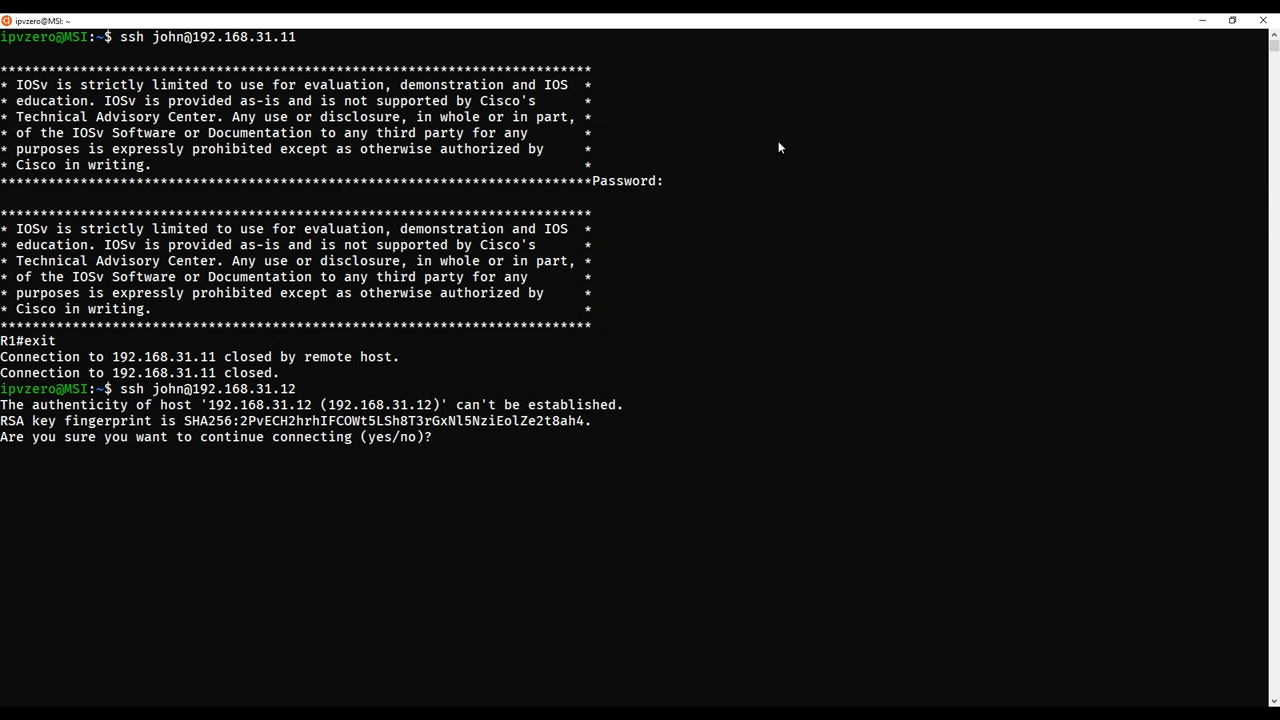 ipvzero@MSI: ~
ipvzero@MSI:~$ ssh john@192.168.31.11
**************************************************************************
* IOSv is strictly limited to use for evaluation, demonstration and IOS  *
* education. IOSv is provided as-is and is not supported by Cisco's      *
* Technical Advisory Center. Any use or disclosure, in whole or in part, *
* of the IOSv Software or Documentation to any third party for any       *
* purposes is expressly prohibited except as otherwise authorized by     *
* Cisco in writing.                                                      *
**************************************************************************Password:
**************************************************************************
* IOSv is strictly limited to use for evaluation, demonstration and IOS  *
* education. IOSv is provided as-is and is not supported by Cisco's      *
* Technical Advisory Center. Any use or disclosure, in whole or in part, *
* of the IOSv Software or Documentation to any third party for any       *
* purposes is expressly prohibited except as otherwise authorized by     *
* Cisco in writing.                                                      *
**************************************************************************
R1#exit
Connection to 192.168.31.11 closed by remote host.
Connection to 192.168.31.11 closed.
ipvzero@MSI:~$ ssh john@192.168.31.12
The authenticity of host '192.168.31.12 (192.168.31.12)' can't be established.
RSA key fingerprint is SHA256:2PvECH2hrhIFCOWt5LSh8T3rGxNl5NziEolZe2t8ah4.
Are you sure you want to continue connecting (yes/no)?